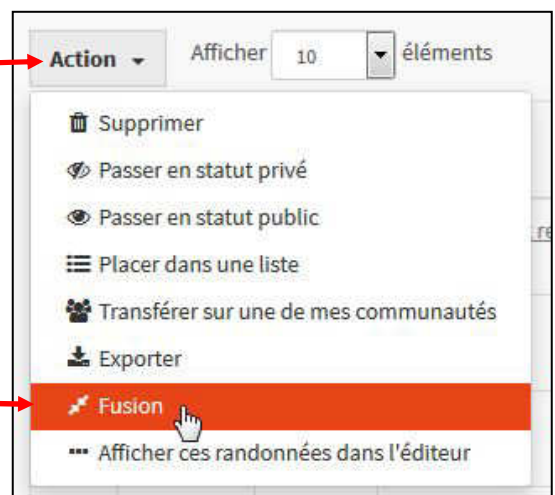 Action Afficher 10 éléments
Supprimer
Passer en statut privé
Passer en statut public
Placer dans une liste
Transférer sur une de mes communautés
Exporter
Fusion
Afficher ces randonnées dans l'éditeur